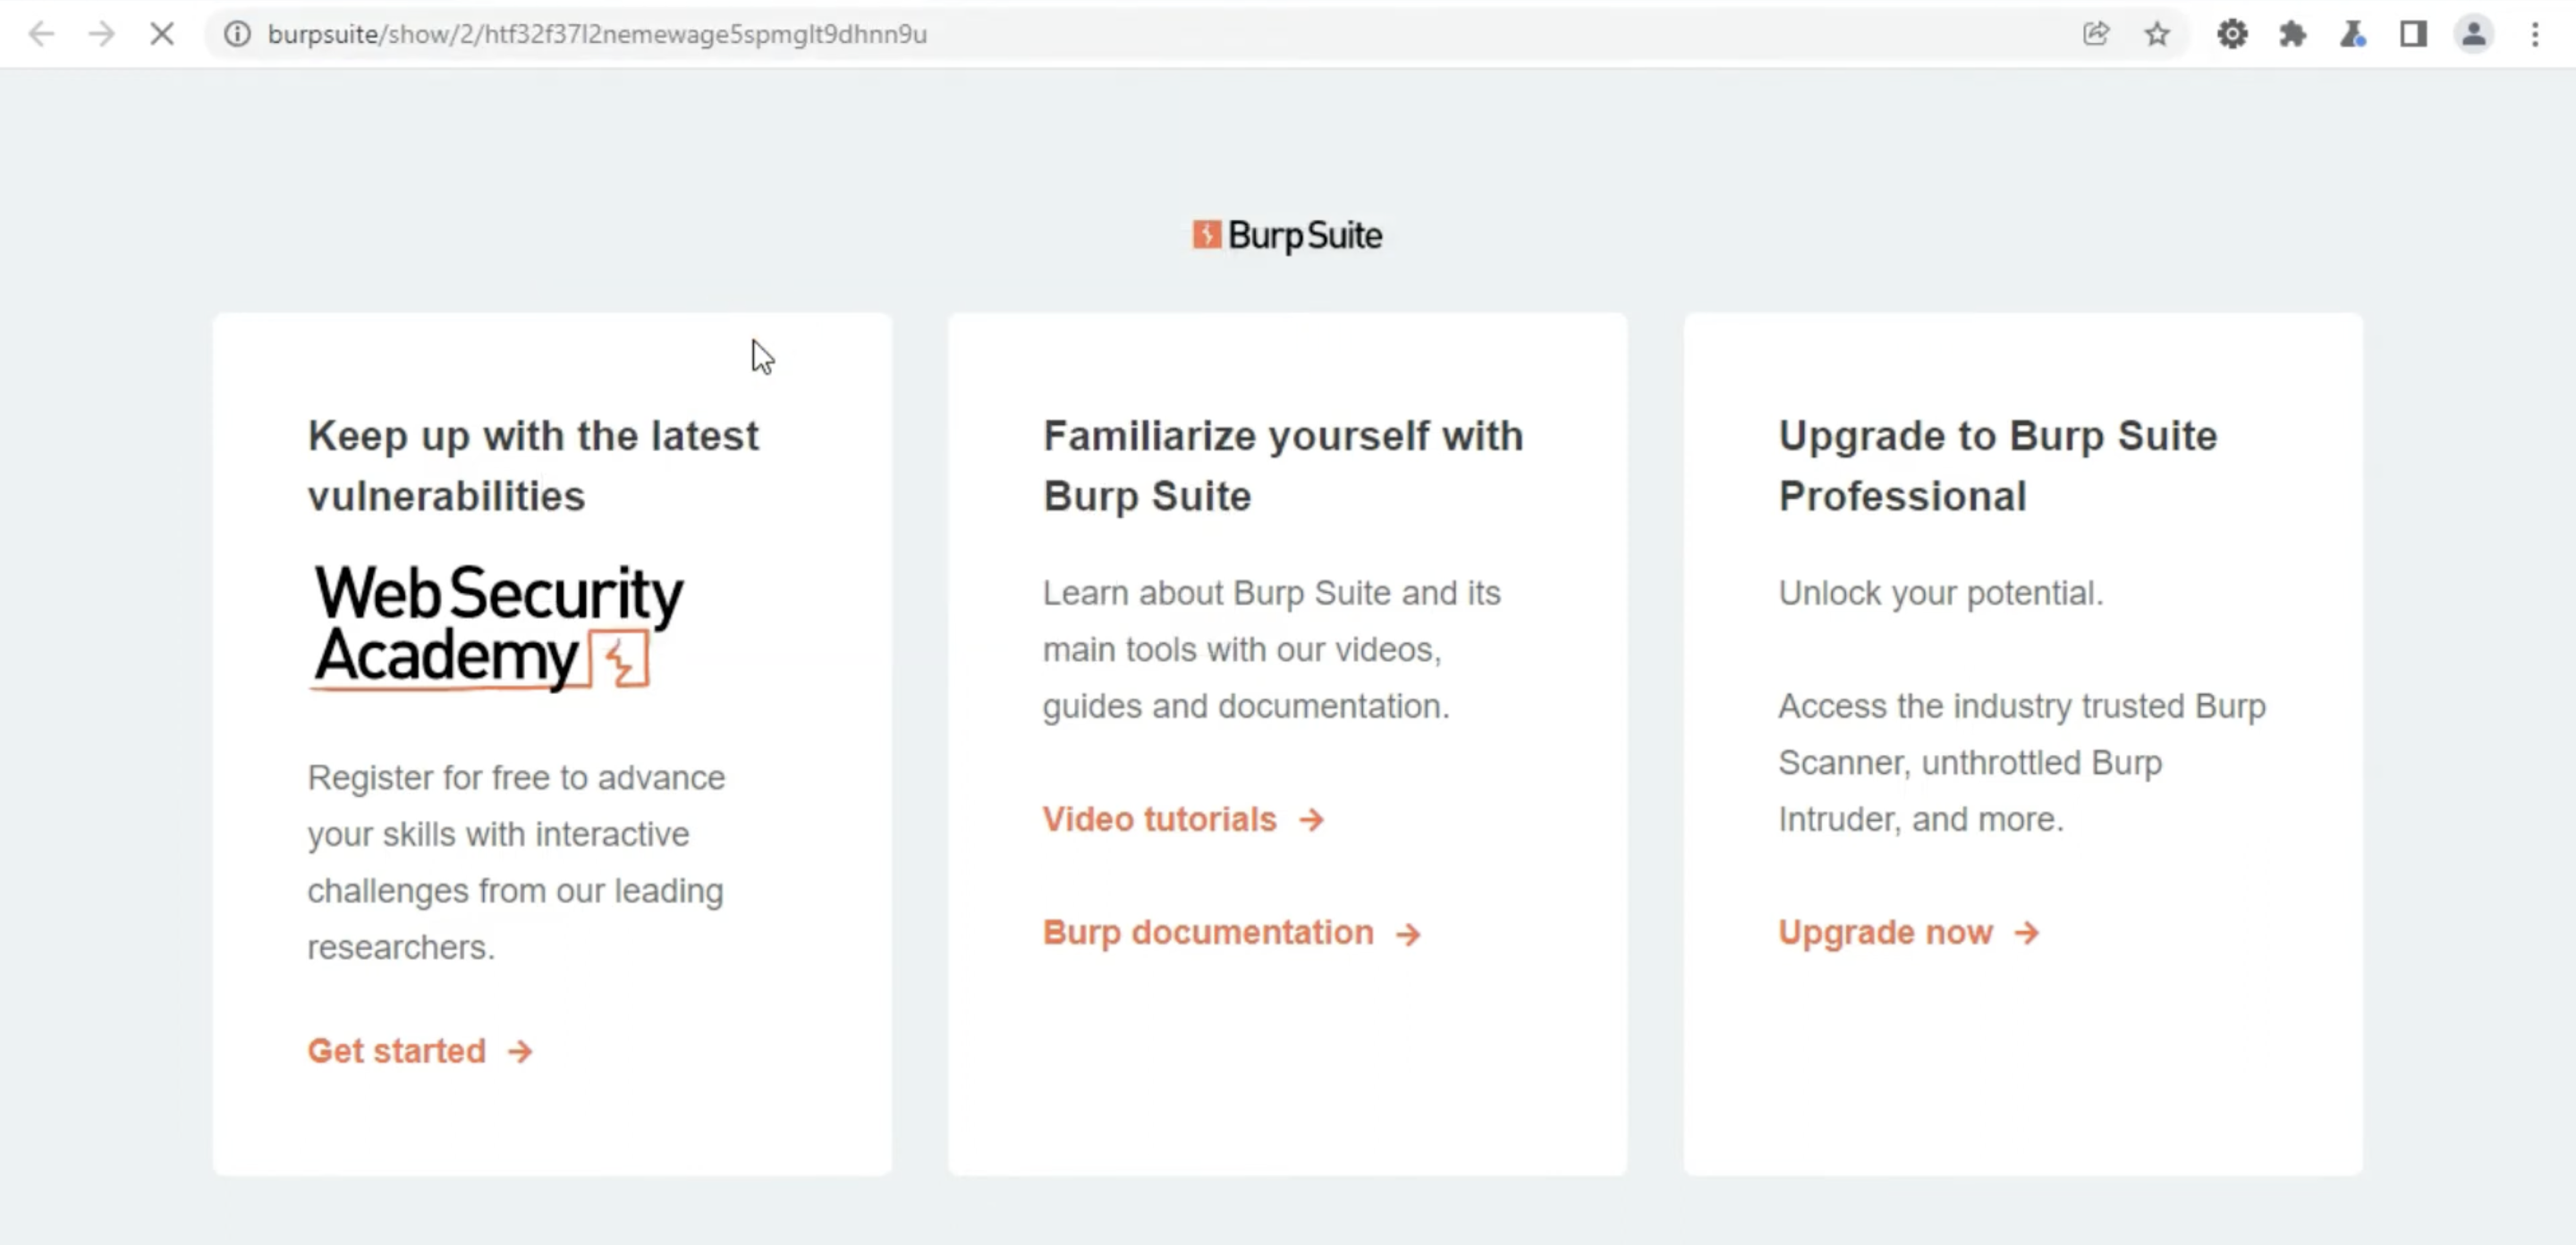 burpsuite/show/2/htf32f37l2nemewage5spmglt9dhnn9u
Burp Suite
Keep up with the latest
vulnerabilities
Web Security
Academy
Register for free to advance
your skills with interactive
challenges from our leading
researchers.
Get started →
Familiarize yourself with
Burp Suite
Learn about Burp Suite and its
main tools with our videos,
guides and documentation.
Video tutorials →
Burp documentation →
Upgrade to Burp Suite
Professional
Unlock your potential.
Access the industry trusted Burp
Scanner, unthrottled Burp
Intruder, and more.
Upgrade now →